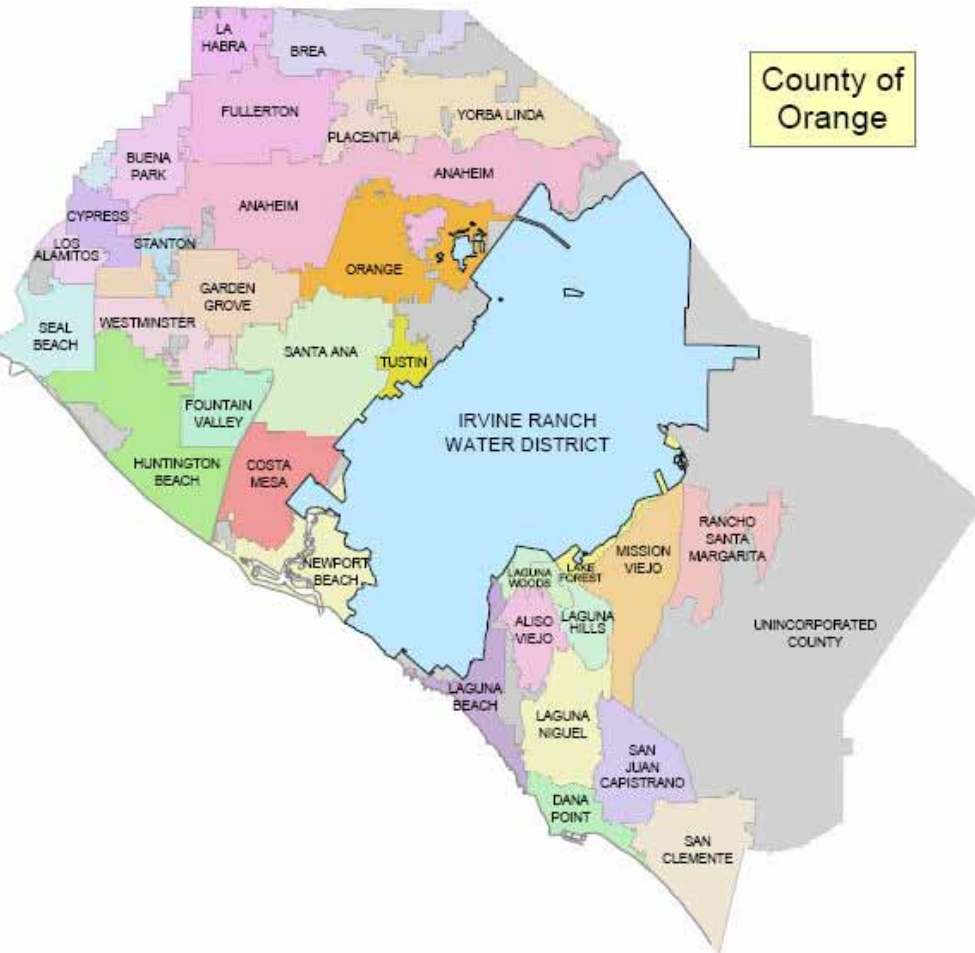 County of
Orange
LA
HABRA
BREA
FULLERTON
PLACENTIA
YORBA LINDA
BUENA
PARK
ANAHEIM
ANAHEIM
CYPRESS
LOS
ALAMITOS
STANTON
ORANGE
GARDEN
GROVE
SEAL
BEACH
WESTMINSTER
SANTA ANA
TUSTIN
FOUNTAIN
VALLEY
IRVINE RANCH
WATER DISTRICT
HUNTINGTON
BEACH
COSTA
MESA
NEWPORT
BEACH
RANCHO
SANTA
MARGARITA
MISSION
VIEJO
LAKE
FOREST
LAGUNA
WOODS
LAGUNA
HILLS
ALISO
VIEJO
UNINCORPORATED
COUNTY
LAGUNA
BEACH
LAGUNA
NIGUEL
SAN
JUAN
CAPISTRANO
DANA
POINT
SAN
CLEMENTE